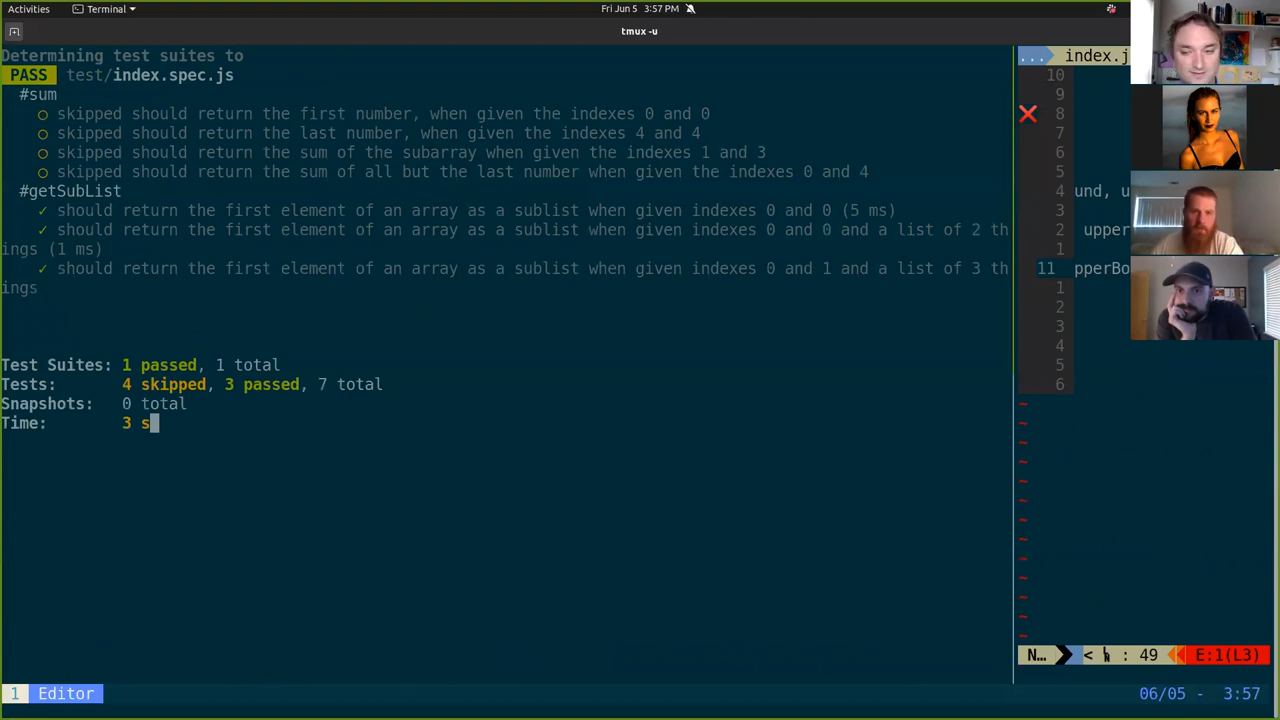 Activities
Terminal
Fri Jun 5 3:57 PM
tmux -u
Determining test suites to
PASS test/index.spec.js
#sum
○ skipped should return the first number, when given the indexes 0 and 0
○ skipped should return the last number, when given the indexes 4 and 4
○ skipped should return the sum of the subarray when given the indexes 1 and 3
○ skipped should return the sum of all but the last number when given the indexes 0 and 4
#getSubList
✓ should return the first element of an array as a sublist when given indexes 0 and 0 (5 ms)
✓ should return the first element of an array as a sublist when given indexes 0 and 0 and a list of 2 th
ings (1 ms)
✓ should return the first element of an array as a sublist when given indexes 0 and 1 and a list of 3 th
ings
Test Suites: 1 passed, 1 total
Tests: 4 skipped, 3 passed, 7 total
Snapshots: 0 total
Time: 3 s
... index.j
10
9
8
7
6
5
4 und, u
3
2 upper
1
11 pperBo
1
2
3
4
5
6
~
~
~
~
~
~
~
~
~
~
~
~
~
N... < : 49 E:1(L3)
1 Editor
06/05 - 3:57